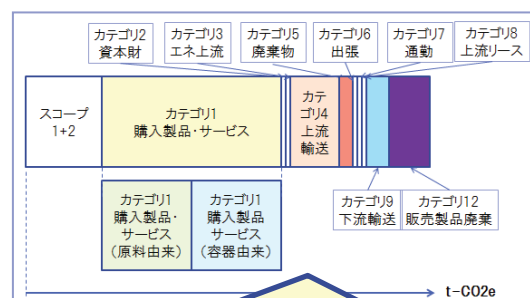 カテゴリ2
資本財
カテゴリ3
エネ上流
カテゴリ5
廃棄物
カテゴリ6
出張
カテゴリ7
通勤
カテゴリ8
上流リース
スコープ
1+2
カテゴリ1
購入製品・サービス
カテ
ゴリ4
上流
輸送
カテゴリ1
購入製品・
サービス
（原料由来）
カテゴリ1
購入製品
サービス
（容器由来）
カテゴリ9
下流輸送
カテゴリ12
販売製品廃棄
t-CO2e